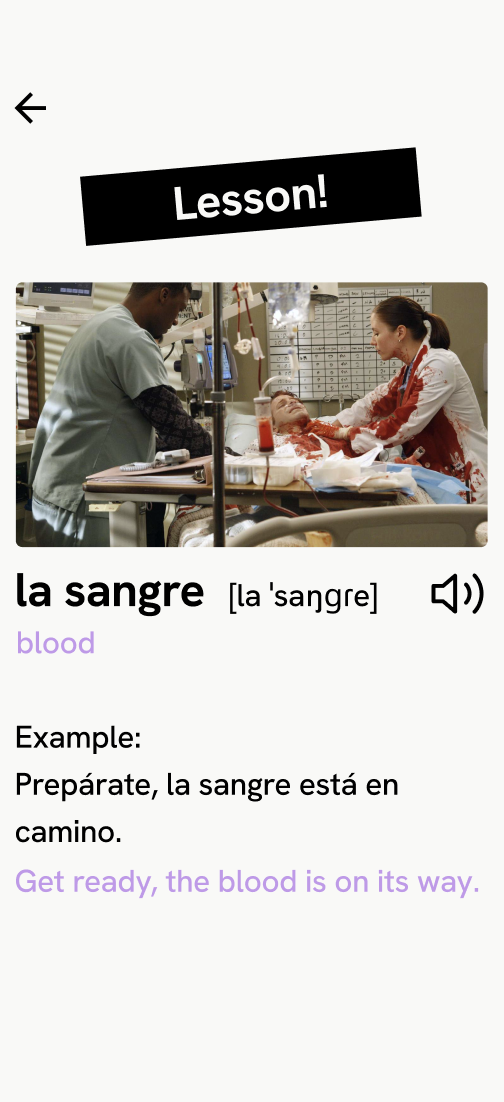 Lesson!
la sangre [la ˈsaŋɡɾe]
blood
Example:
Prepárate, la sangre está en
camino.
Get ready, the blood is on its way.